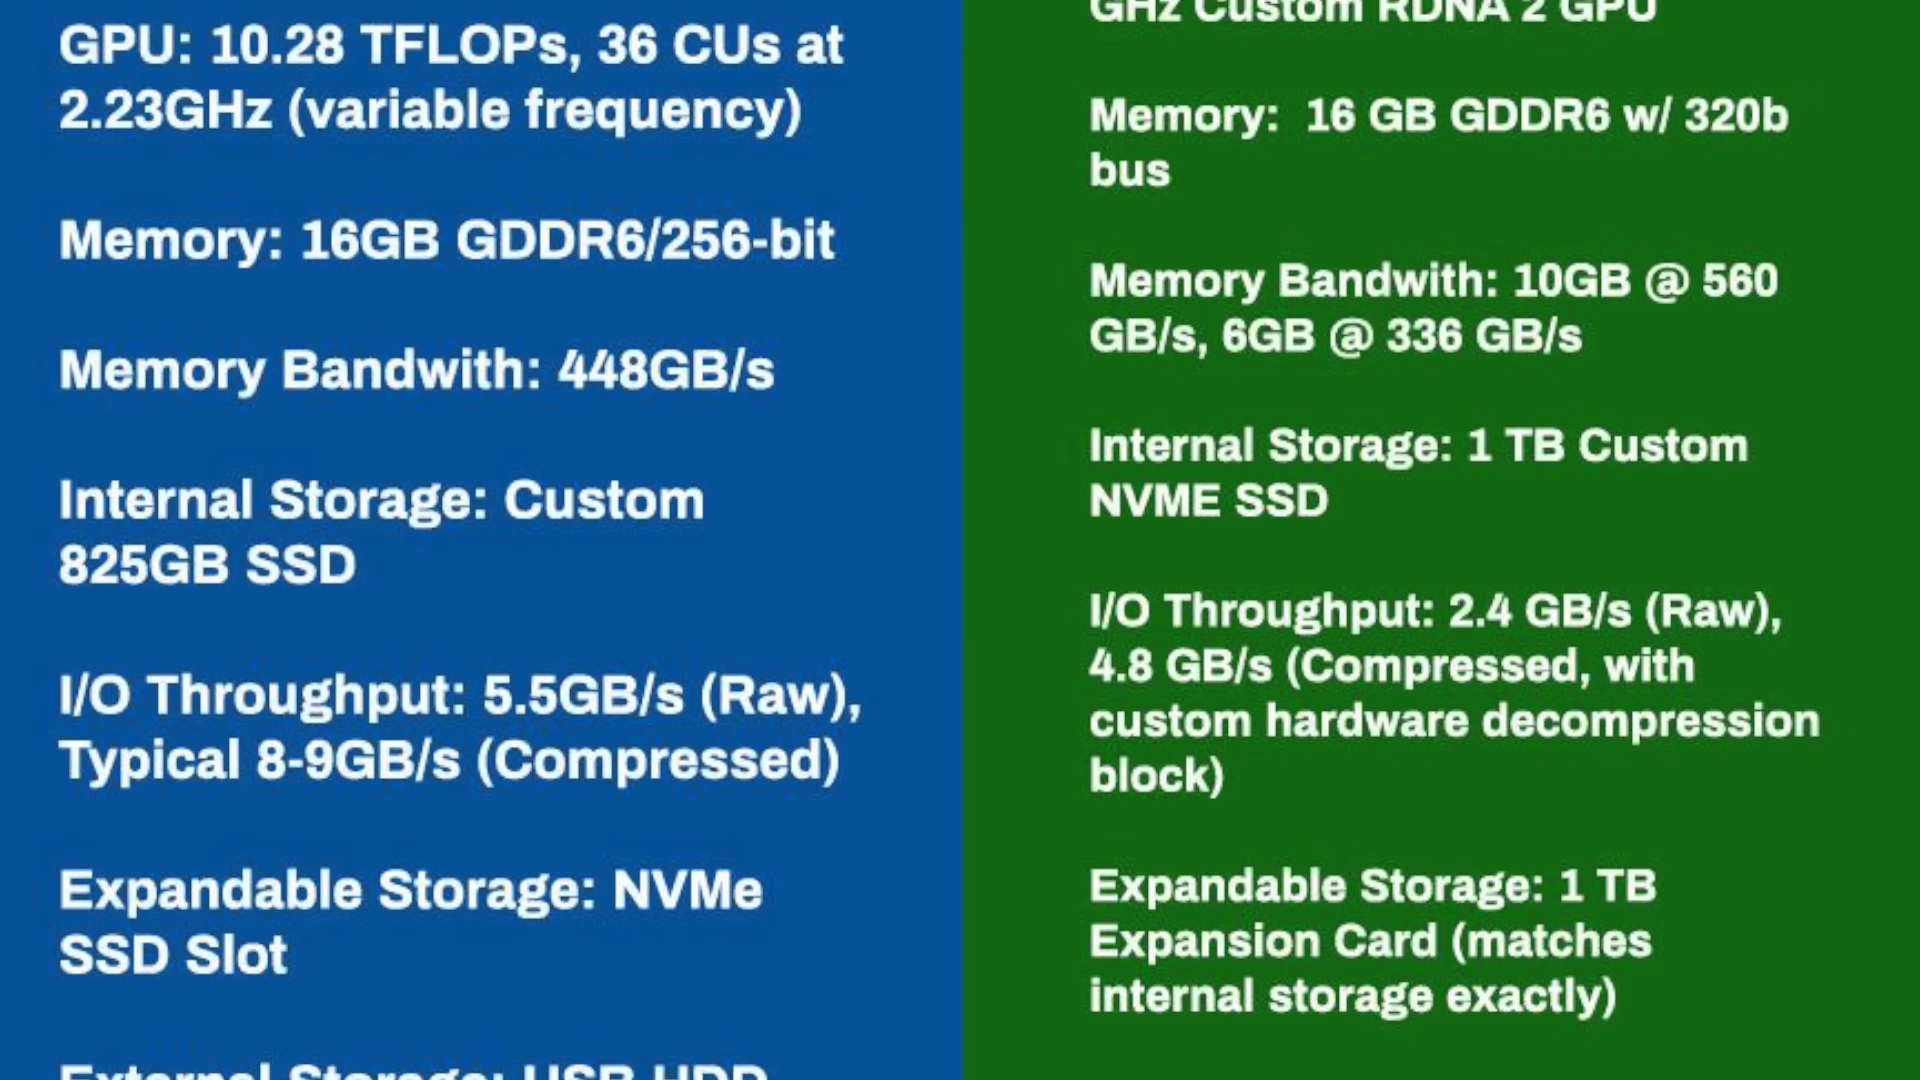 GPU: 10.28 TFLOPs, 36 CUs at
2.23GHz (variable frequency)
Memory: 16GB GDDR6/256-bit
Memory Bandwith: 448GB/s
Internal Storage: Custom
825GB SSD
I/O Throughput: 5.5GB/s (Raw),
Typical 8-9GB/s (Compressed)
Expandable Storage: NVMe
SSD Slot
External Storage: USB HDD
GHz Custom RDNA 2 GPU
Memory:  16 GB GDDR6 w/ 320b
bus
Memory Bandwith: 10GB @ 560
GB/s, 6GB @ 336 GB/s
Internal Storage: 1 TB Custom
NVME SSD
I/O Throughput: 2.4 GB/s (Raw),
4.8 GB/s (Compressed, with
custom hardware decompression
block)
Expandable Storage: 1 TB
Expansion Card (matches
internal storage exactly)